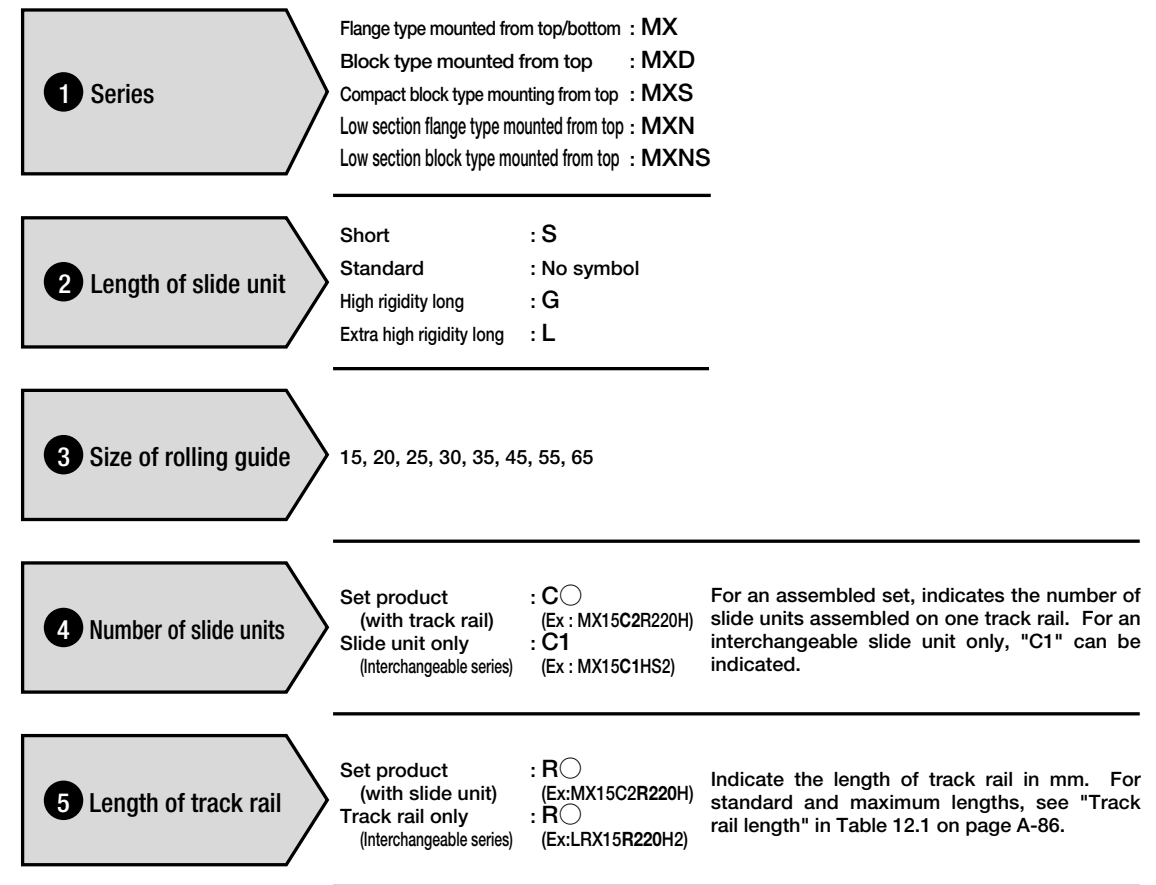 1 Series
Flange type mounted from top/bottom : MX
Block type mounted from top : MXD
Compact block type mounting from top : MXS
Low section flange type mounted from top : MXN
Low section block type mounted from top : MXNS
2 Length of slide unit
Short : S
Standard : No symbol
High rigidity long : G
Extra high rigidity long : L
3 Size of rolling guide
15, 20, 25, 30, 35, 45, 55, 65
4 Number of slide units
Set product : C○
(with track rail) (Ex : MX15C2R220H)
Slide unit only : C1
(Interchangeable series) (Ex : MX15C1HS2)
For an assembled set, indicates the number of
slide units assembled on one track rail. For an
interchangeable slide unit only, "C1" can be
indicated.
5 Length of track rail
Set product : R○
(with slide unit) (Ex:MX15C2R220H)
Track rail only : R○
(Interchangeable series) (Ex:LRX15R220H2)
Indicate the length of track rail in mm. For
standard and maximum lengths, see "Track
rail length" in Table 12.1 on page A-86.